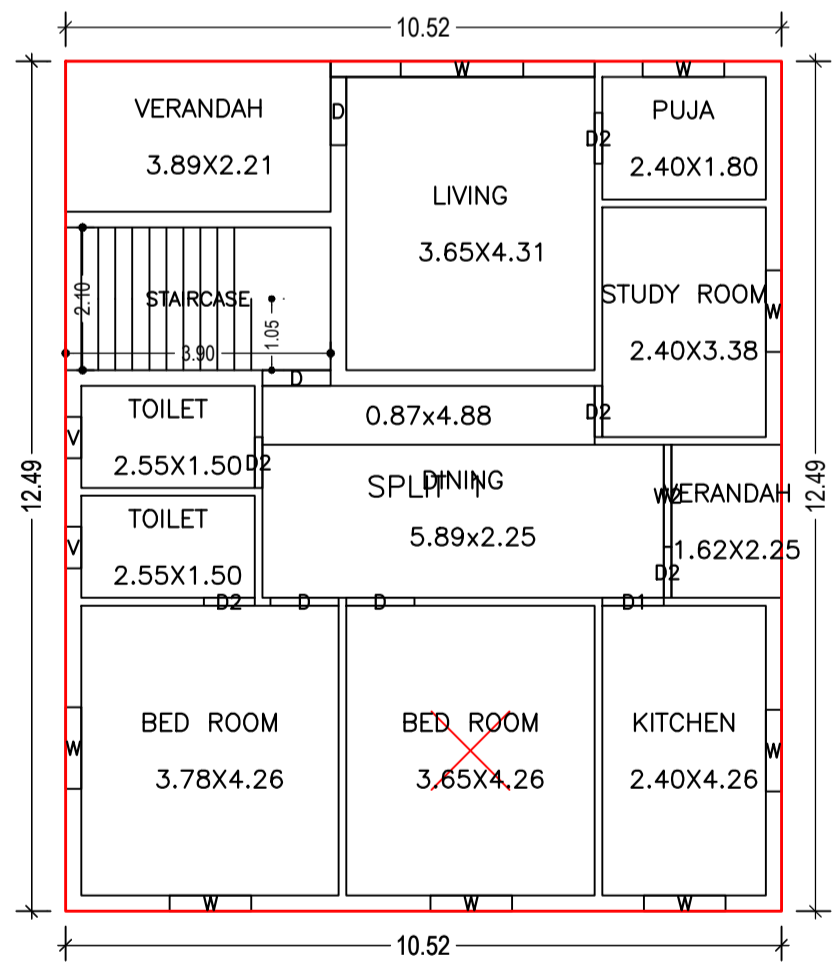 10.52
W
W
VERANDAH
3.89X2.21
D
D2
PUJA
2.40X1.80
LIVING
3.65X4.31
2.10
STAIRCASE
1.05
3.90
STUDY ROOM
2.40X3.38
W
D
TOILET
2.55X1.50
V
D2
0.87x4.88
D2
12.49
12.49
SPLIT 1
DINING
5.89x2.25
W2
VERANDAH
1.62X2.25
D2
TOILET
2.55X1.50
V
D2
D
D
D1
BED ROOM
3.78X4.26
W
BED ROOM
3.65X4.26
KITCHEN
2.40X4.26
W
W
W
W
10.52